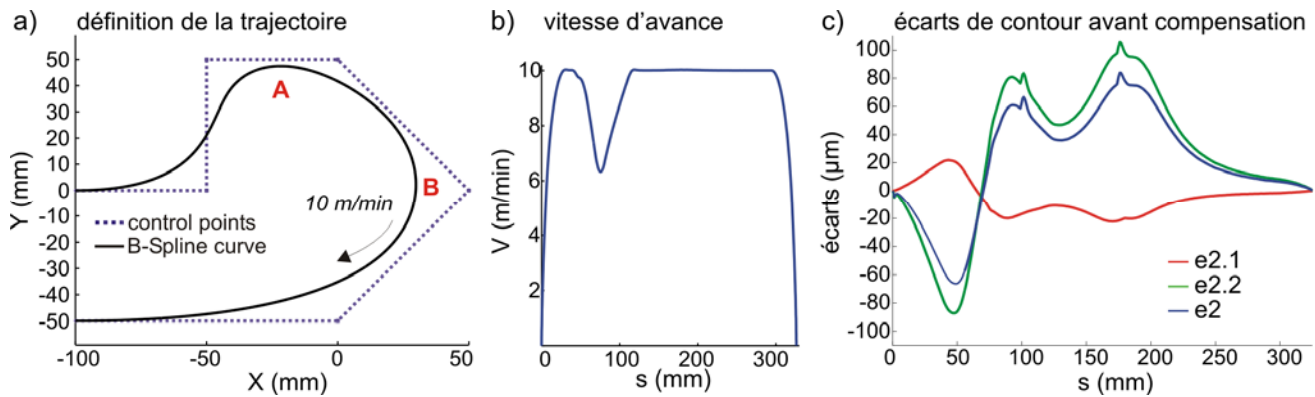 a) définition de la trajectoire
50
40
30
20
10
0
-10
-20
-30
-40
-50
Y (mm)
-100
-50
0
50
X (mm)
A
B
10 m/min
control points
B-Spline curve
b) vitesse d'avance
10
8
6
4
2
V (m/min)
0
100
200
300
s (mm)
c) écarts de contour avant compensation
100
80
60
40
20
0
-20
-40
-60
-80
-100
écarts (µm)
0
50
100
150
200
250
300
s (mm)
e2.1
e2.2
e2